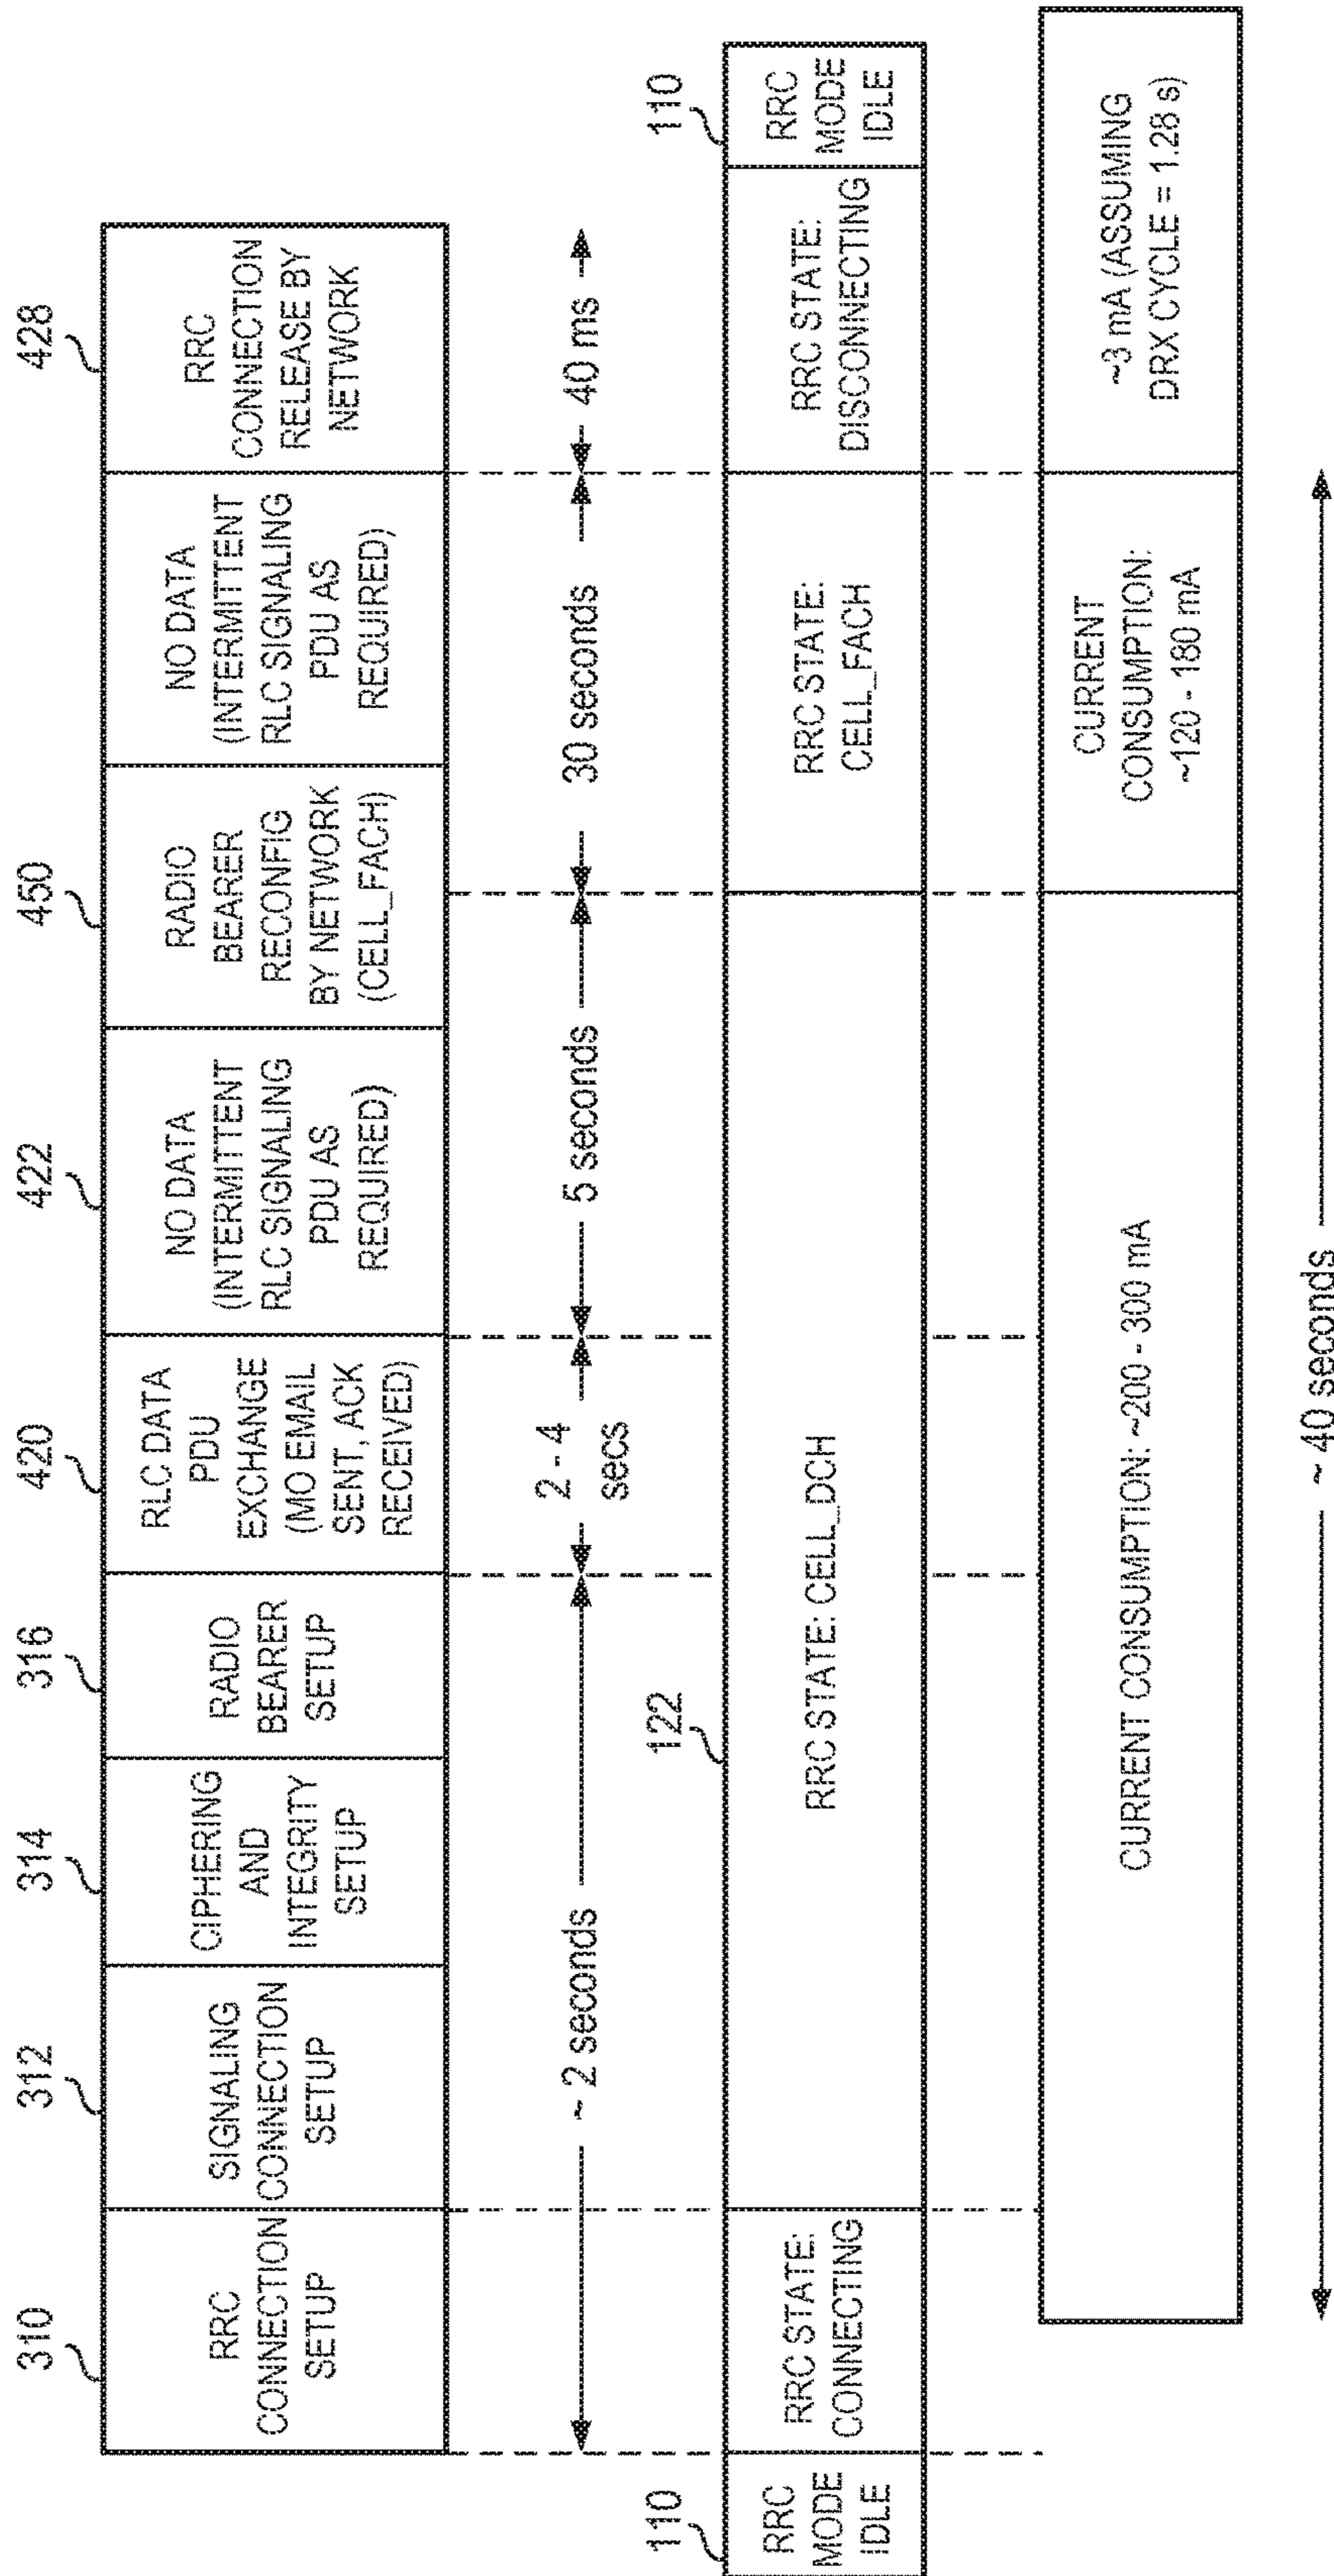 310
312
314
316
420
422
450
428
RRC
CONNECTION
SETUP
SIGNALING
CONNECTION
SETUP
CIPHERING
AND
INTEGRITY
SETUP
RADIO
BEARER
SETUP
RLC DATA
PDU
EXCHANGE
(MO EMAIL
SENT, ACK
RECEIVED)
NO DATA
(INTERMITTENT
RLC SIGNALING
PDU AS
REQUIRED)
RADIO
BEARER
RECONFIG
BY NETWORK
(CELL_FACH)
NO DATA
(INTERMITTENT
RLC SIGNALING
PDU AS
REQUIRED)
RRC
CONNECTION
RELEASE BY
NETWORK
~ 2 seconds
2 - 4
secs
5 seconds
30 seconds
40 ms
110
122
110
RRC
MODE
IDLE
RRC STATE:
CONNECTING
RRC STATE: CELL_DCH
RRC STATE:
CELL_FACH
RRC STATE:
DISCONNECTING
RRC
MODE
IDLE
CURRENT CONSUMPTION: ~200 - 300 mA
CURRENT
CONSUMPTION:
~120 - 180 mA
~3 mA (ASSUMING
DRX CYCLE = 1.28 s)
~ 40 seconds